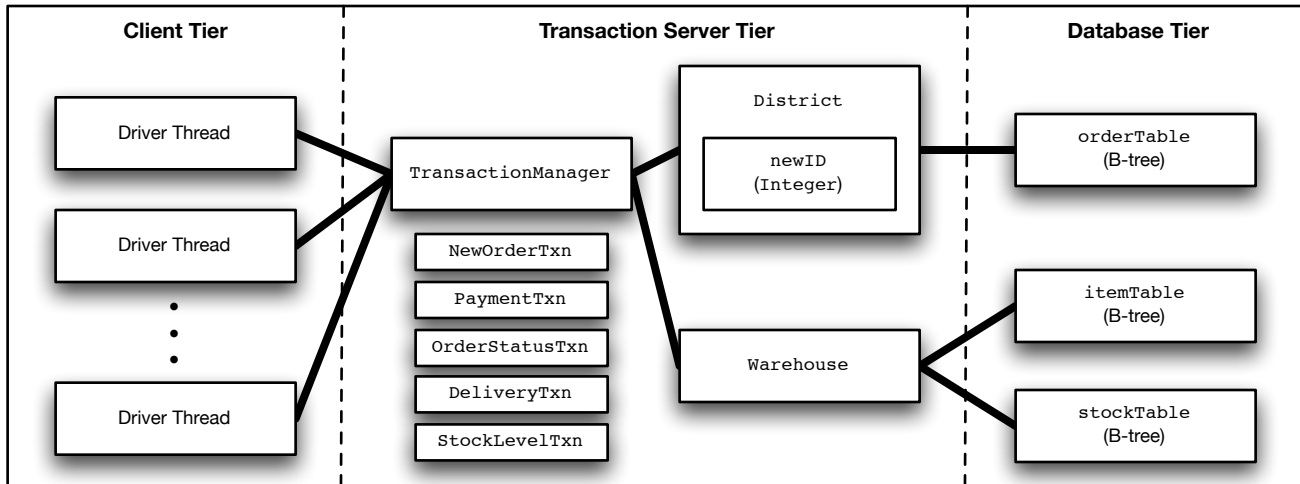 Client Tier
Transaction Server Tier
Database Tier
Driver Thread
Driver Thread
Driver Thread
TransactionManager
NewOrderTxn
PaymentTxn
OrderStatusTxn
DeliveryTxn
StockLevelTxn
District
newID
(Integer)
Warehouse
orderTable
(B-tree)
itemTable
(B-tree)
stockTable
(B-tree)